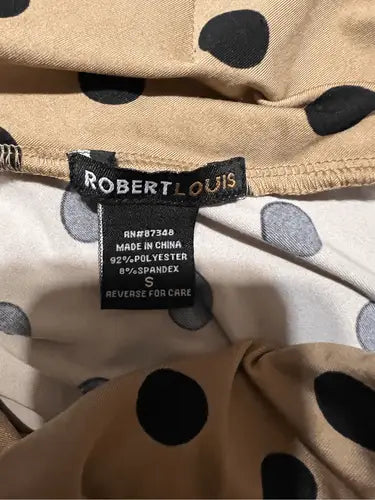 ROBERTLOUIS
RN#87348
MADE IN CHINA
92%POLYESTER
8%SPANDEX
S
REVERSE FOR CARE